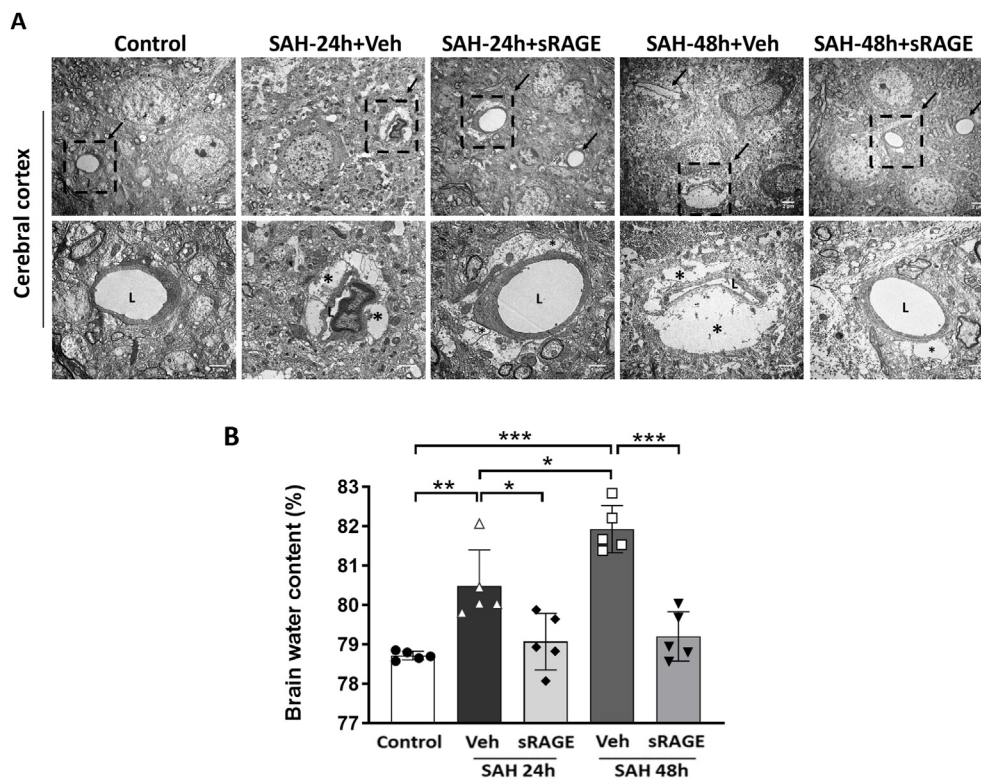 A
Control SAH-24h+Veh SAH-24h+sRAGE SAH-48h+Veh SAH-48h+sRAGE
Cerebral cortex
L
* L *
* L *
* L *
L *
B
*** ***
*
** *
Brain water content (%)
83
82
81
80
79
78
77
Control Veh sRAGE Veh sRAGE
SAH 24h SAH 48h